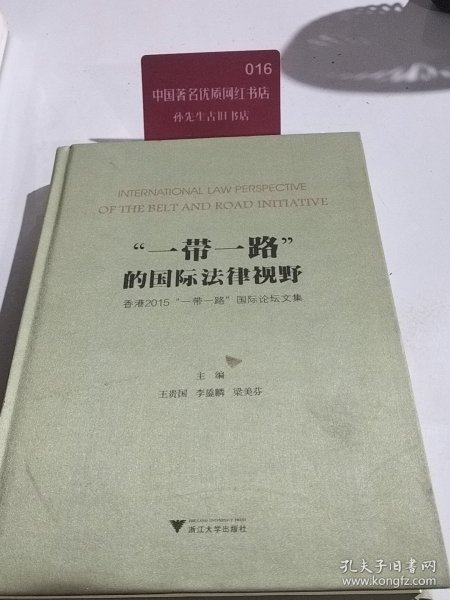 016
中国著名优质网红书店
孙先生古旧书店
INTERNATIONAL LAW PERSPECTIVE
OF THE BELT AND ROAD INITIATIVE
“一带一路”
的国际法律视野
香港2015“一带一路”国际论坛文集
主 编
王贵国 李鋈麟 梁美芬
ZHEJIANG UNIVERSITY PRESS
浙江大学出版社
孔夫子旧书网
www.kongfz.com